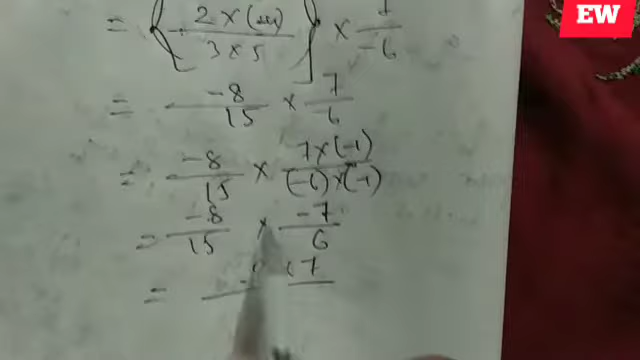 EW
= { 2 × ( ) / 3 × 5 } × 7/-6
= -8/15 × 7/-6
= -8/15 × 7×(-1)/(-6)×(-1)
= -8/15 × -7/6
= 7